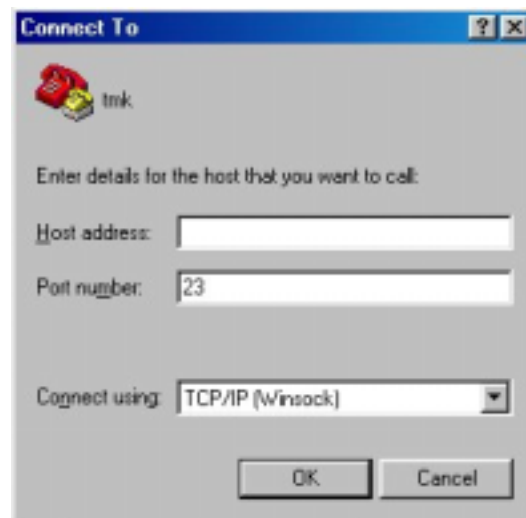 Connect To
tmk
Enter details for the host that you want to call:
Host address:
Port number: 23
Connect using: TCP/IP (Winsock)
OK Cancel